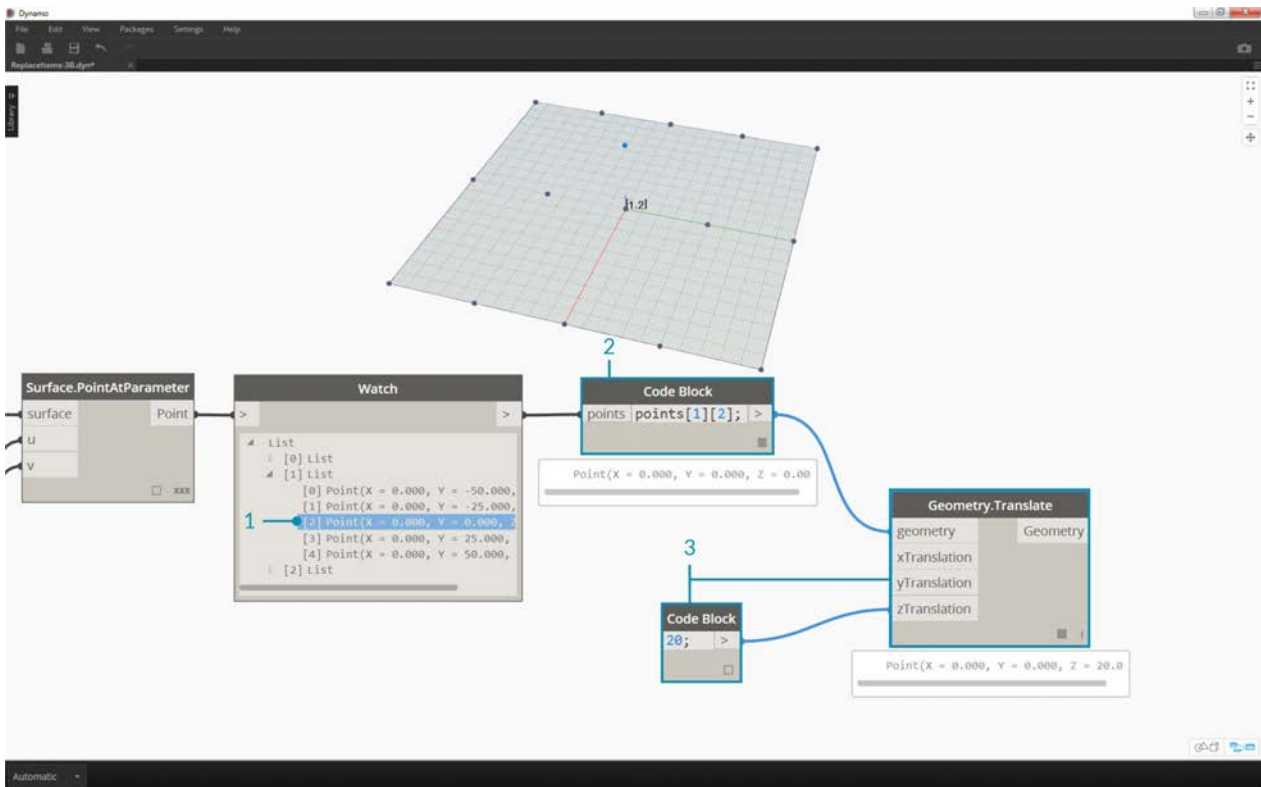 Dynamo
File Edit View Packages Settings Help
ReplaceItems-3B.dyn*
Library
[1.2]
2
Surface.PointAtParameter
surface Point
u
v
xxx
Watch
> >
List
[0] List
[1] List
[0] Point(X = 0.000, Y = -50.000,
[1] Point(X = 0.000, Y = -25.000,
1
[2] Point(X = 0.000, Y = 0.000, Z
[3] Point(X = 0.000, Y = 25.000,
[4] Point(X = 0.000, Y = 50.000,
[2] List
Code Block
points points[1][2]; >
Point(X = 0.000, Y = 0.000, Z = 0.00
3
Code Block
20; >
Geometry.Translate
geometry Geometry
xTranslation
yTranslation
zTranslation
Point(X = 0.000, Y = 0.000, Z = 20.0
Automatic